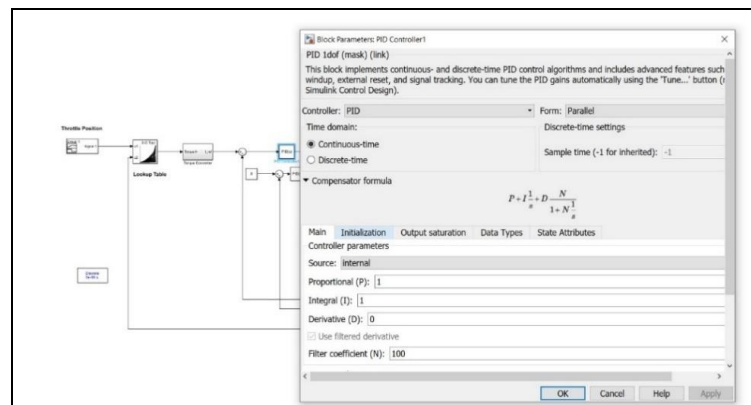 Block Parameters: PID Controller1
PID 1dof (mask) (link)
This block implements continuous- and discrete-time PID control algorithms and includes advanced features such
windup, external reset, and signal tracking. You can tune the PID gains automatically using the 'Tune...' button (
Simulink Control Design).
Controller: PID
Form: Parallel
Time domain:
Discrete-time settings
Continuous-time
Discrete-time
Sample time (-1 for inherited): -1
Compensator formula
P+I 1/s +D N/(1+N 1/s)
Main Initialization Output saturation Data Types State Attributes
Controller parameters
Source: internal
Proportional (P): 1
Integral (I): 1
Derivative (D): 0
Use filtered derivative
Filter coefficient (N): 100
OK Cancel Help Apply
Throttle Position
Lookup Table